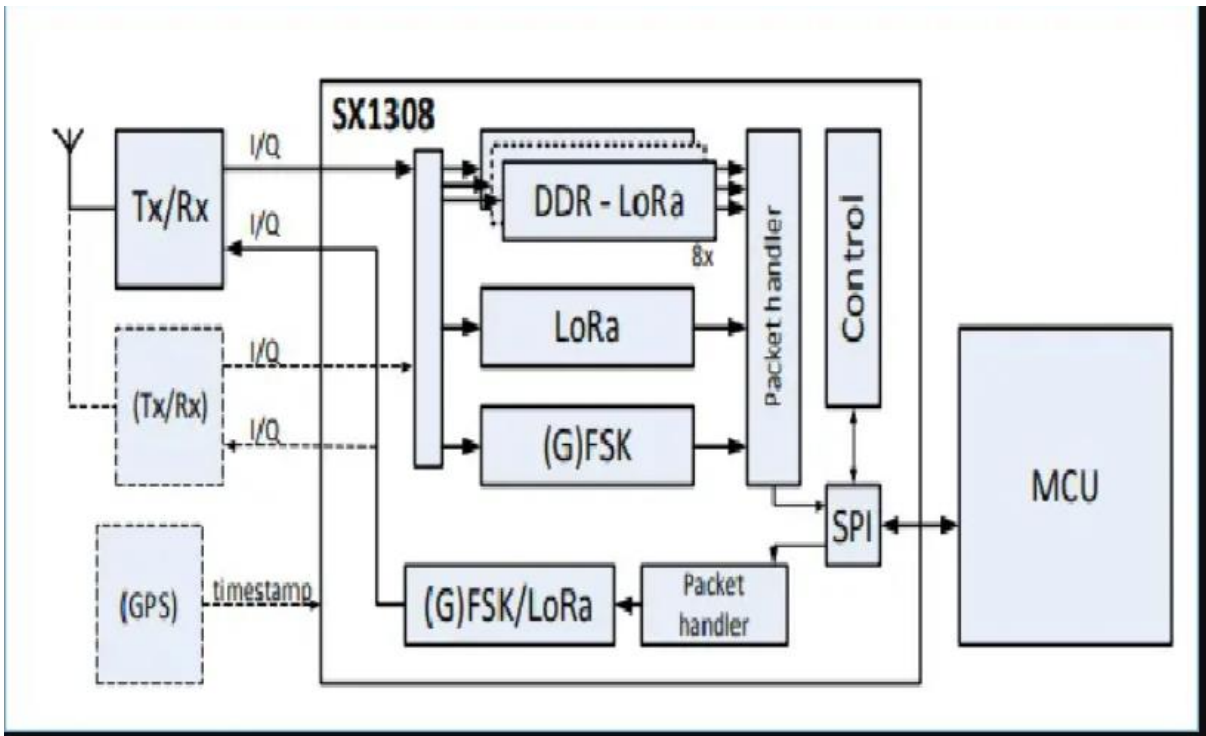 SX1308
I/Q
Tx/Rx
I/Q
DDR - LoRa
8x
Packet handler
Control
LoRa
I/Q
(Tx/Rx)
I/Q
(G)FSK
MCU
SPI
(GPS)
timestamp
(G)FSK/LoRa
Packet
handler